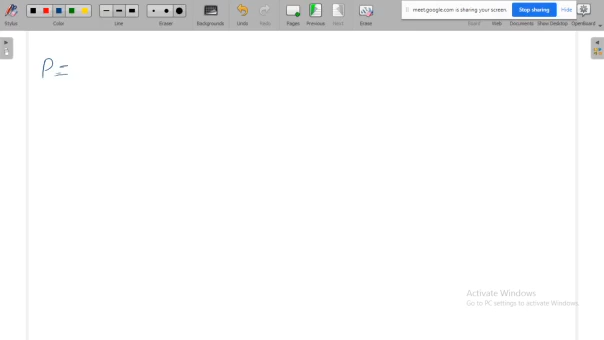 Stylus Color Line Eraser Backgrounds Undo Redo Pages Previous Next Erase Board Web Documents Show Desktop OpenBoard
meet.google.com is sharing your screen. Stop sharing Hide
P =
Activate Windows
Go to PC settings to activate Windows.